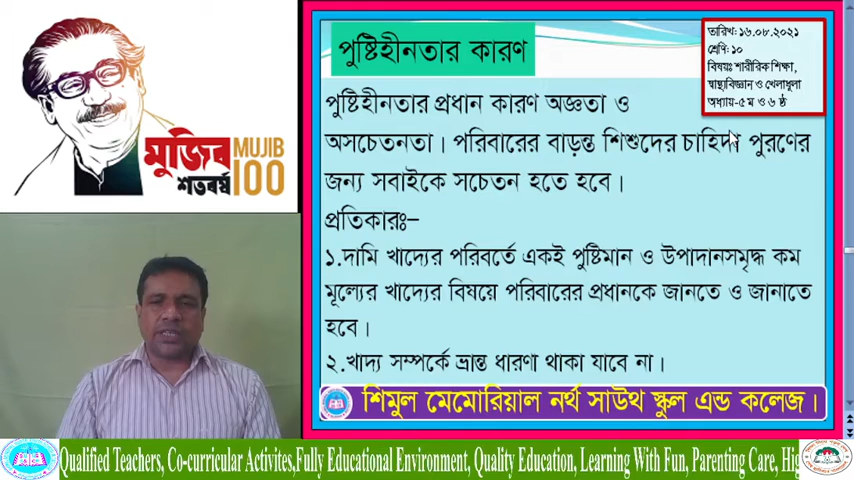 পুষ্টিহীনতার কারণ
তারিখ: ১৬.০৮.২০২১
শ্রেণি: ১০
বিষয়ঃ শারীরিক শিক্ষা,
স্বাস্থ্যবিজ্ঞান ও খেলাধুলা
অধ্যায়-৫ ম ও ৬ ষ্ঠ
পুষ্টিহীনতার প্রধান কারণ অজ্ঞতা ও
অসচেতনতা। পরিবারের বাড়ন্ত শিশুদের চাহিদা পুরণের
জন্য সবাইকে সচেতন হতে হবে।
প্রতিকারঃ–
১.দামি খাদ্যের পরিবর্তে একই পুষ্টিমান ও উপাদানসমৃদ্ধ কম
মূল্যের খাদ্যের বিষয়ে পরিবারের প্রধানকে জানতে ও জানাতে
হবে।
২.খাদ্য সম্পর্কে ভ্রান্ত ধারণা থাকা যাবে না।
শিমুল মেমোরিয়াল নর্থ সাউথ স্কুল এন্ড কলেজ।
মুজিব MUJIB
শতবর্ষ 100
Qualified Teachers, Co-curricular Activites,Fully Educational Environment, Quality Education, Learning With Fun, Parenting Care, Hig